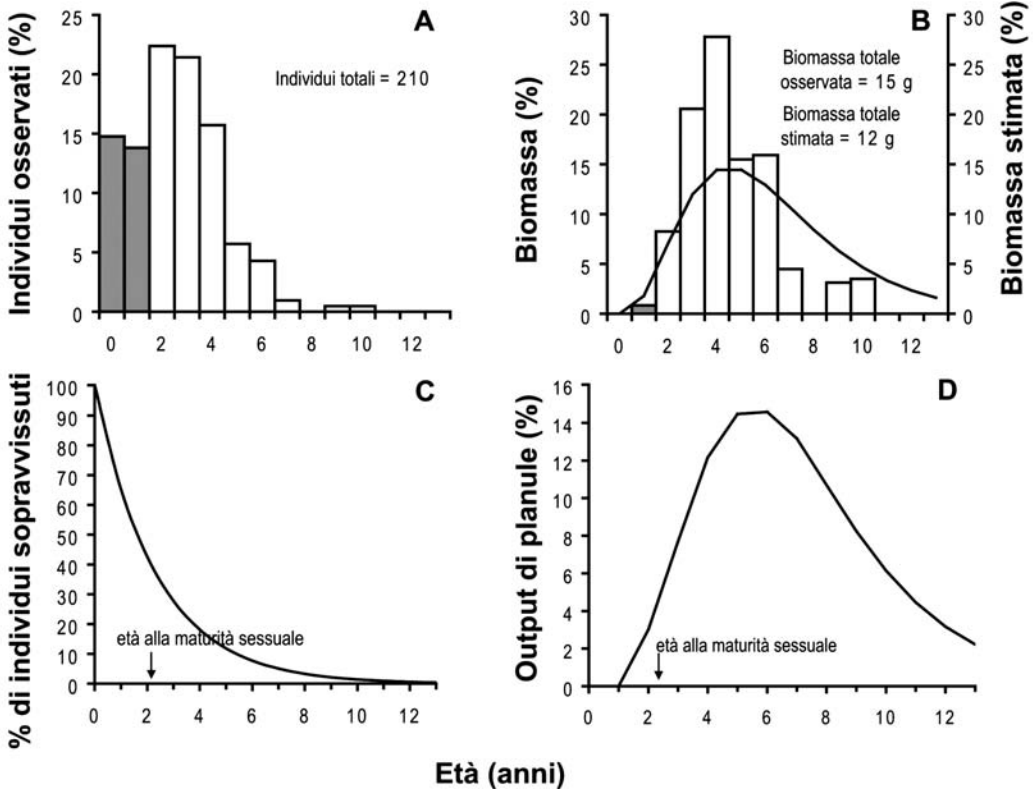 A
Individui osservati (%)
25
20
15
10
5
0
Individui totali = 210
0 2 4 6 8 10 12
B
Biomassa (%)
30
25
20
15
10
5
0
Biomassa totale
osservata = 15 g
Biomassa totale
stimata = 12 g
30
25
20
15
10
5
0
Biomassa stimata (%)
0 2 4 6 8 10 12
C
% di individui sopravvissuti
100
90
80
70
60
50
40
30
20
10
0
età alla maturità sessuale
0 2 4 6 8 10 12
D
Output di planule (%)
16
14
12
10
8
6
4
2
0
età alla maturità sessuale
0 2 4 6 8 10 12
Età (anni)